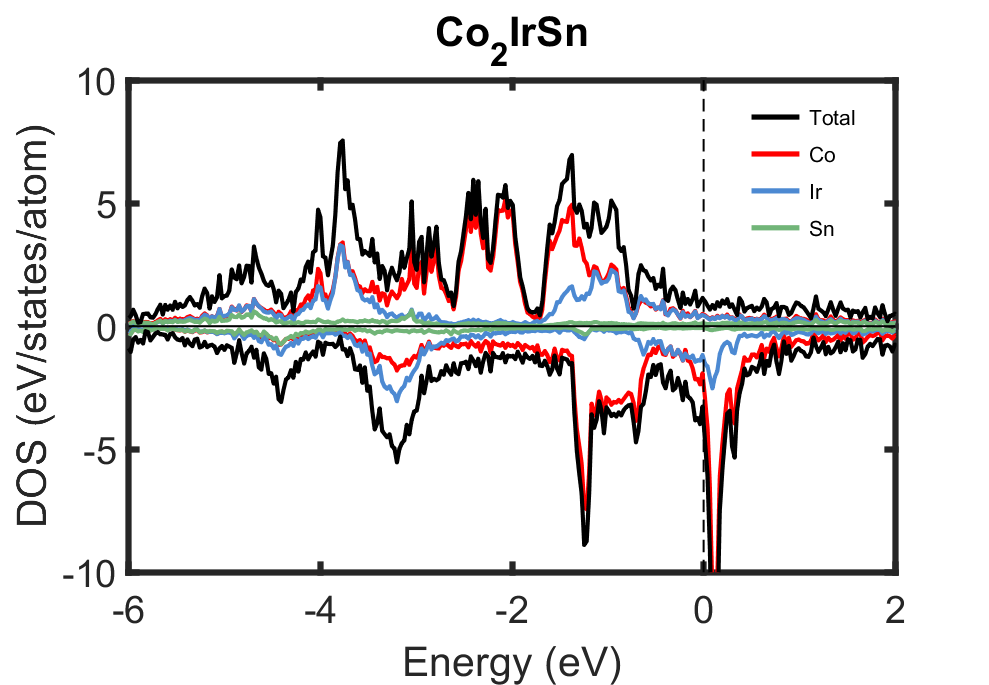 Co₂IrSn
DOS (eV/states/atom)
10
5
0
-5
-10
Total
Co
Ir
Sn
-6 -4 -2 0 2
Energy (eV)